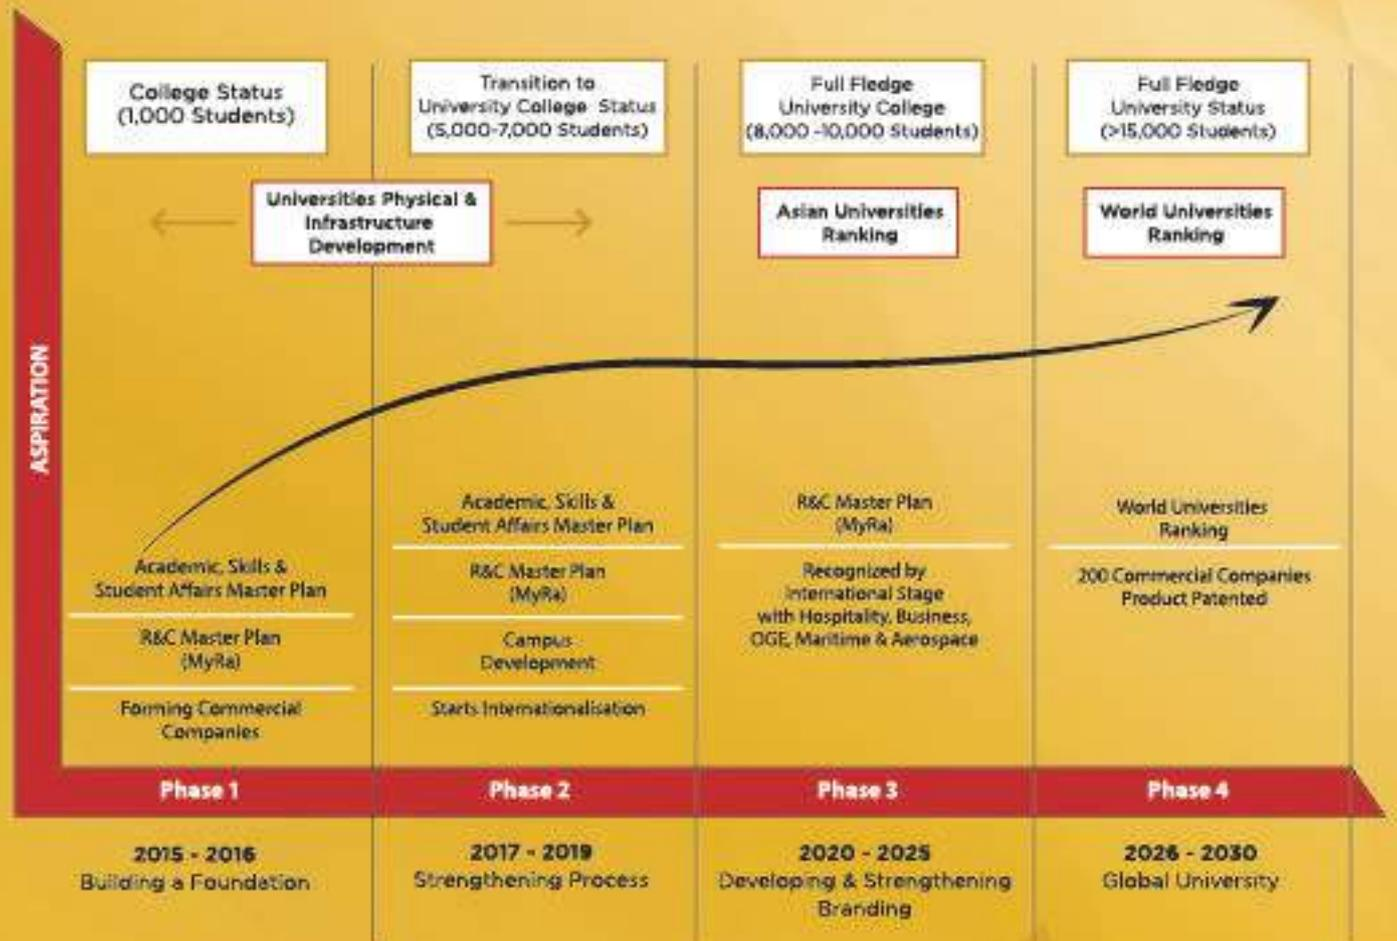 College Status
(1,000 Students)
Transition to
University College Status
(5,000-7,000 Students)
Full Fledge
University College
(8,000 -10,000 Students)
Full Fledge
University Status
(>15,000 Students)
Universities Physical &
Infrastructure
Development
Asian Universities
Ranking
World Universities
Ranking
ASPIRATION
Academic, Skills &
Student Affairs Master Plan
R&C Master Plan
(MyRa)
Forming Commercial
Companies
Academic, Skills &
Student Affairs Master Plan
R&C Master Plan
(MyRa)
Campus
Development
Starts Internationalisation
R&C Master Plan
(MyRa)
Recognized by
International Stage
with Hospitality, Business,
OGE, Maritime & Aerospace
World Universities
Ranking
200 Commercial Companies
Product Patented
Phase 1
Phase 2
Phase 3
Phase 4
2015 - 2016
Building a Foundation
2017 - 2019
Strengthening Process
2020 - 2025
Developing & Strengthening
Branding
2026 - 2030
Global University